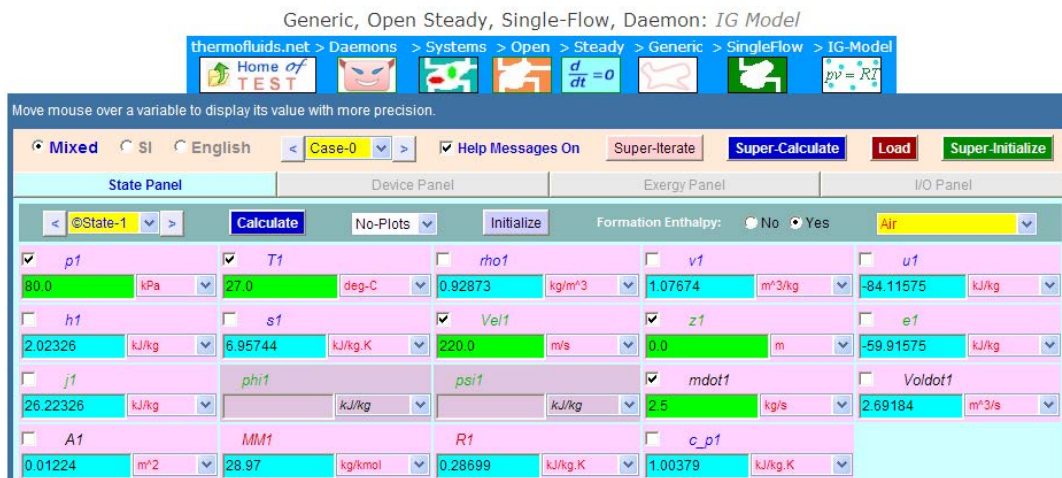 Generic, Open Steady, Single-Flow, Daemon: IG Model
thermofluids.net > Daemons > Systems > Open > Steady > Generic > SingleFlow > IG-Model
Home of TEST
d/dt =0
pv = RT
Move mouse over a variable to display its value with more precision.
Mixed SI English < Case-0 > Help Messages On Super-Iterate Super-Calculate Load Super-Initialize
State Panel Device Panel Exergy Panel I/O Panel
< ©State-1 > Calculate No-Plots Initialize Formation Enthalpy: No Yes Air
p1 T1 rho1 v1 u1
80.0 kPa 27.0 deg-C 0.92873 kg/m^3 1.07674 m^3/kg -84.11575 kJ/kg
h1 s1 Vel1 z1 e1
2.02326 kJ/kg 6.95744 kJ/kg.K 220.0 m/s 0.0 m -59.91575 kJ/kg
j1 phi1 psi1 mdot1 Voldot1
26.22326 kJ/kg kJ/kg kJ/kg 2.5 kg/s 2.69184 m^3/s
A1 MM1 R1 c_p1
0.01224 m^2 28.97 kg/kmol 0.28699 kJ/kg.K 1.00379 kJ/kg.K